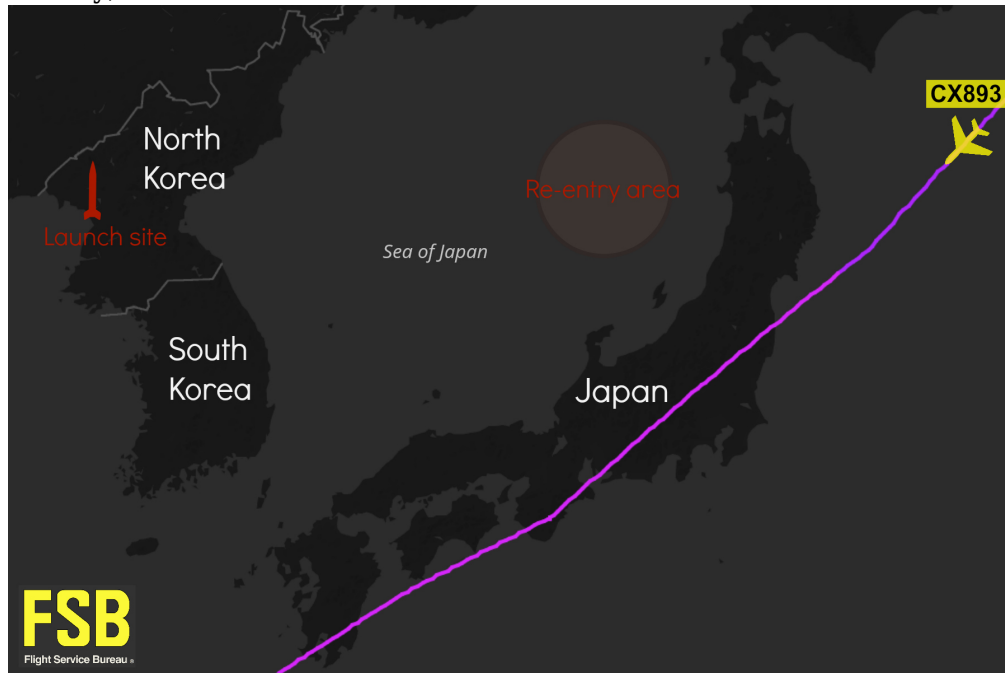 CX893
North
Korea
Re-entry area
Launch site
Sea of Japan
South
Korea
Japan
FSB
Flight Service Bureau